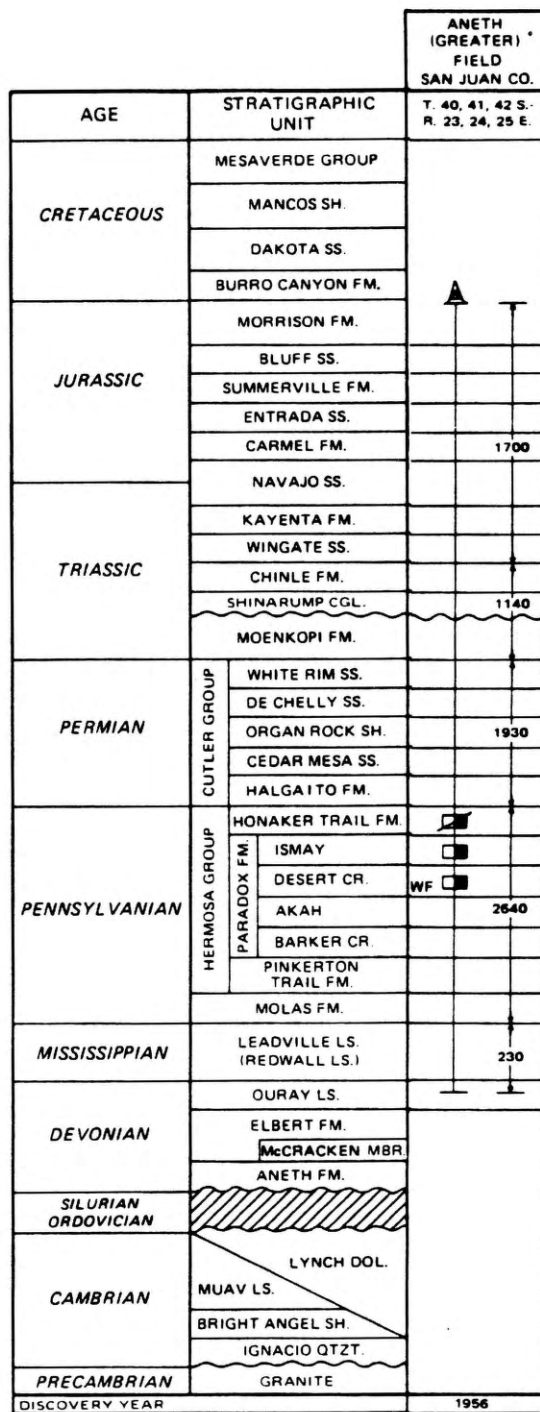 ANETH
(GREATER) *
FIELD
SAN JUAN CO.
AGE
STRATIGRAPHIC
UNIT
T. 40, 41, 42 S.-
R. 23, 24, 25 E.
CRETACEOUS
MESAVERDE GROUP
MANCOS SH.
DAKOTA SS.
BURRO CANYON FM.
JURASSIC
MORRISON FM.
BLUFF SS.
SUMMERVILLE FM.
ENTRADA SS.
CARMEL FM.
1700
NAVAJO SS.
TRIASSIC
KAYENTA FM.
WINGATE SS.
CHINLE FM.
SHINARUMP CGL.
1140
MOENKOPI FM.
PERMIAN
CUTLER GROUP
WHITE RIM SS.
DE CHELLY SS.
ORGAN ROCK SH.
1930
CEDAR MESA SS.
HALGAITO FM.
PENNSYLVANIAN
HERMOSA GROUP
HONAKER TRAIL FM.
PARADOX FM.
ISMAY
DESERT CR.
WF
AKAH
2640
BARKER CR.
PINKERTON
TRAIL FM.
MOLAS FM.
MISSISSIPPIAN
LEADVILLE LS.
(REDWALL LS.)
230
DEVONIAN
OURAY LS.
ELBERT FM.
McCRACKEN MBR.
ANETH FM.
SILURIAN
ORDOVICIAN
CAMBRIAN
LYNCH DOL.
MUAV LS.
BRIGHT ANGEL SH.
IGNACIO QTZT.
PRECAMBRIAN
GRANITE
DISCOVERY YEAR
1956